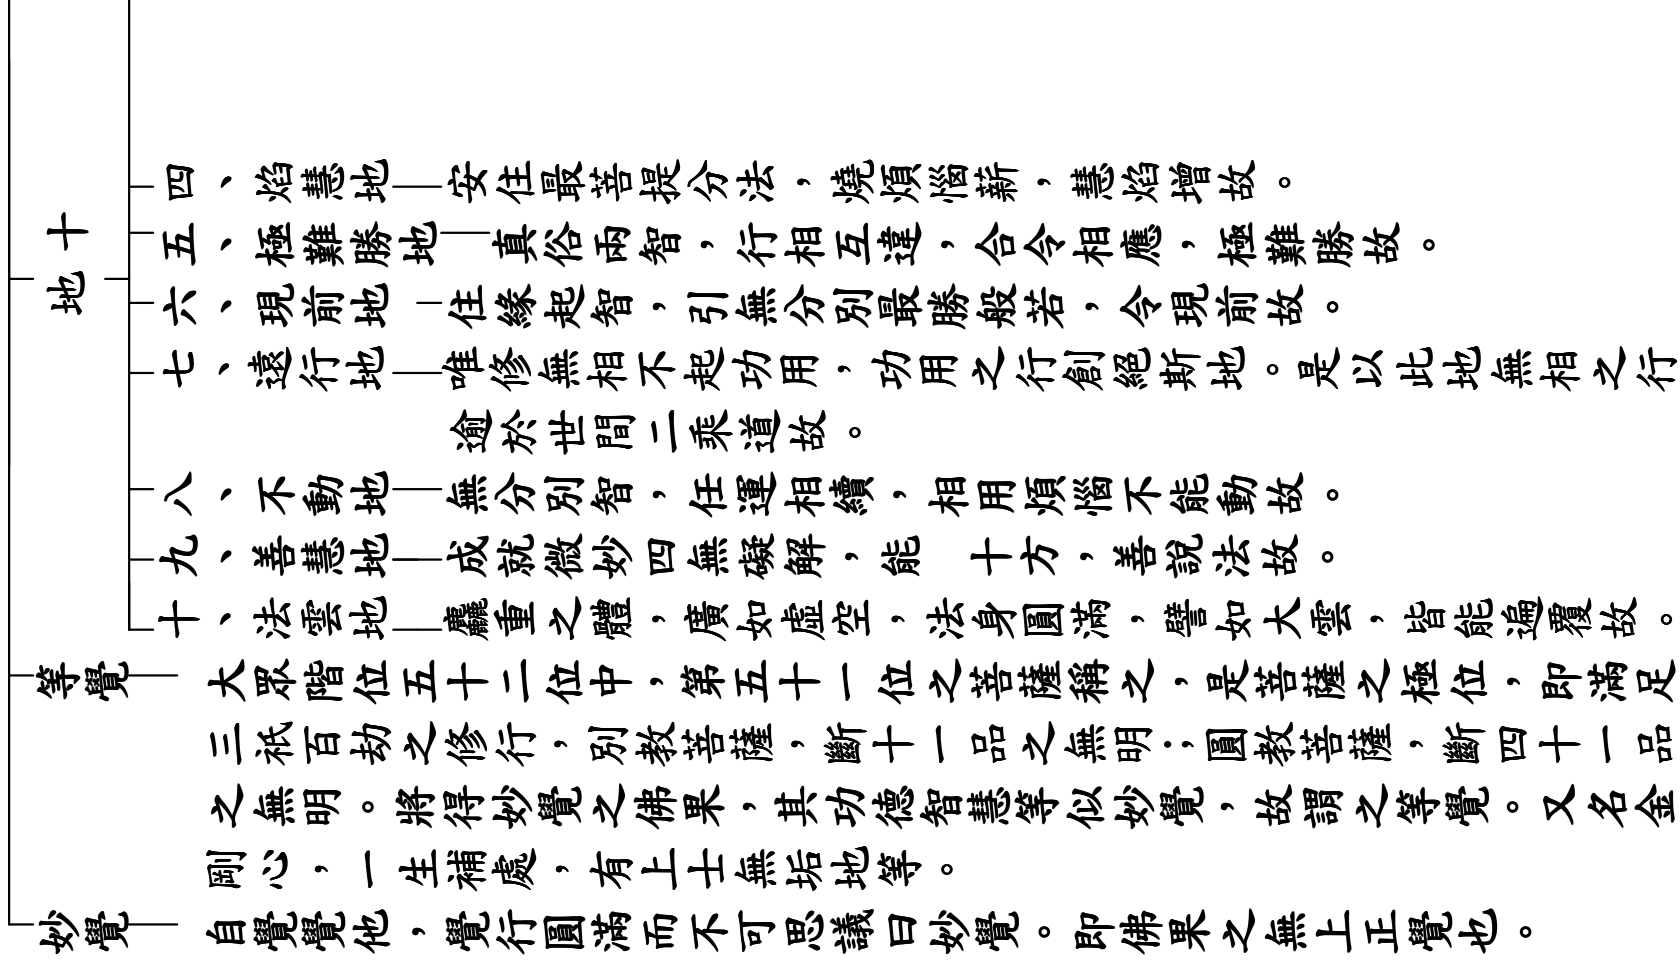 十地
四、焰慧地——安住最菩提分法，燒煩惱薪，慧焰增故。
五、極難勝地——真俗兩智，行相互違，合令相應，極難勝故。
六、現前地—住緣起智，引無分別最勝般若，令現前故。
七、遠行地——唯修無相不起功用，功用之行創絕斯地。是以此地無相之行
逾於世間二乘道故。
八、不動地——無分別智，任運相續，相用煩惱不能動故。
九、善慧地——成就微妙四無礙解，能　十方，善說法故。
十、法雲地——麤重之體，廣如虛空，法身圓滿，譬如大雲，皆能遍覆故。
等覺——大眾階位五十二位中，第五十一位之菩薩稱之，是菩薩之極位，即滿足
三祇百劫之修行，別教菩薩，斷十一品之無明；圓教菩薩，斷四十一品
之無明。將得妙覺之佛果，其功德智慧等似妙覺，故謂之等覺。又名金
剛心，一生補處，有上士無垢地等。
妙覺——自覺覺他，覺行圓滿而不可思議曰妙覺。即佛果之無上正覺也。